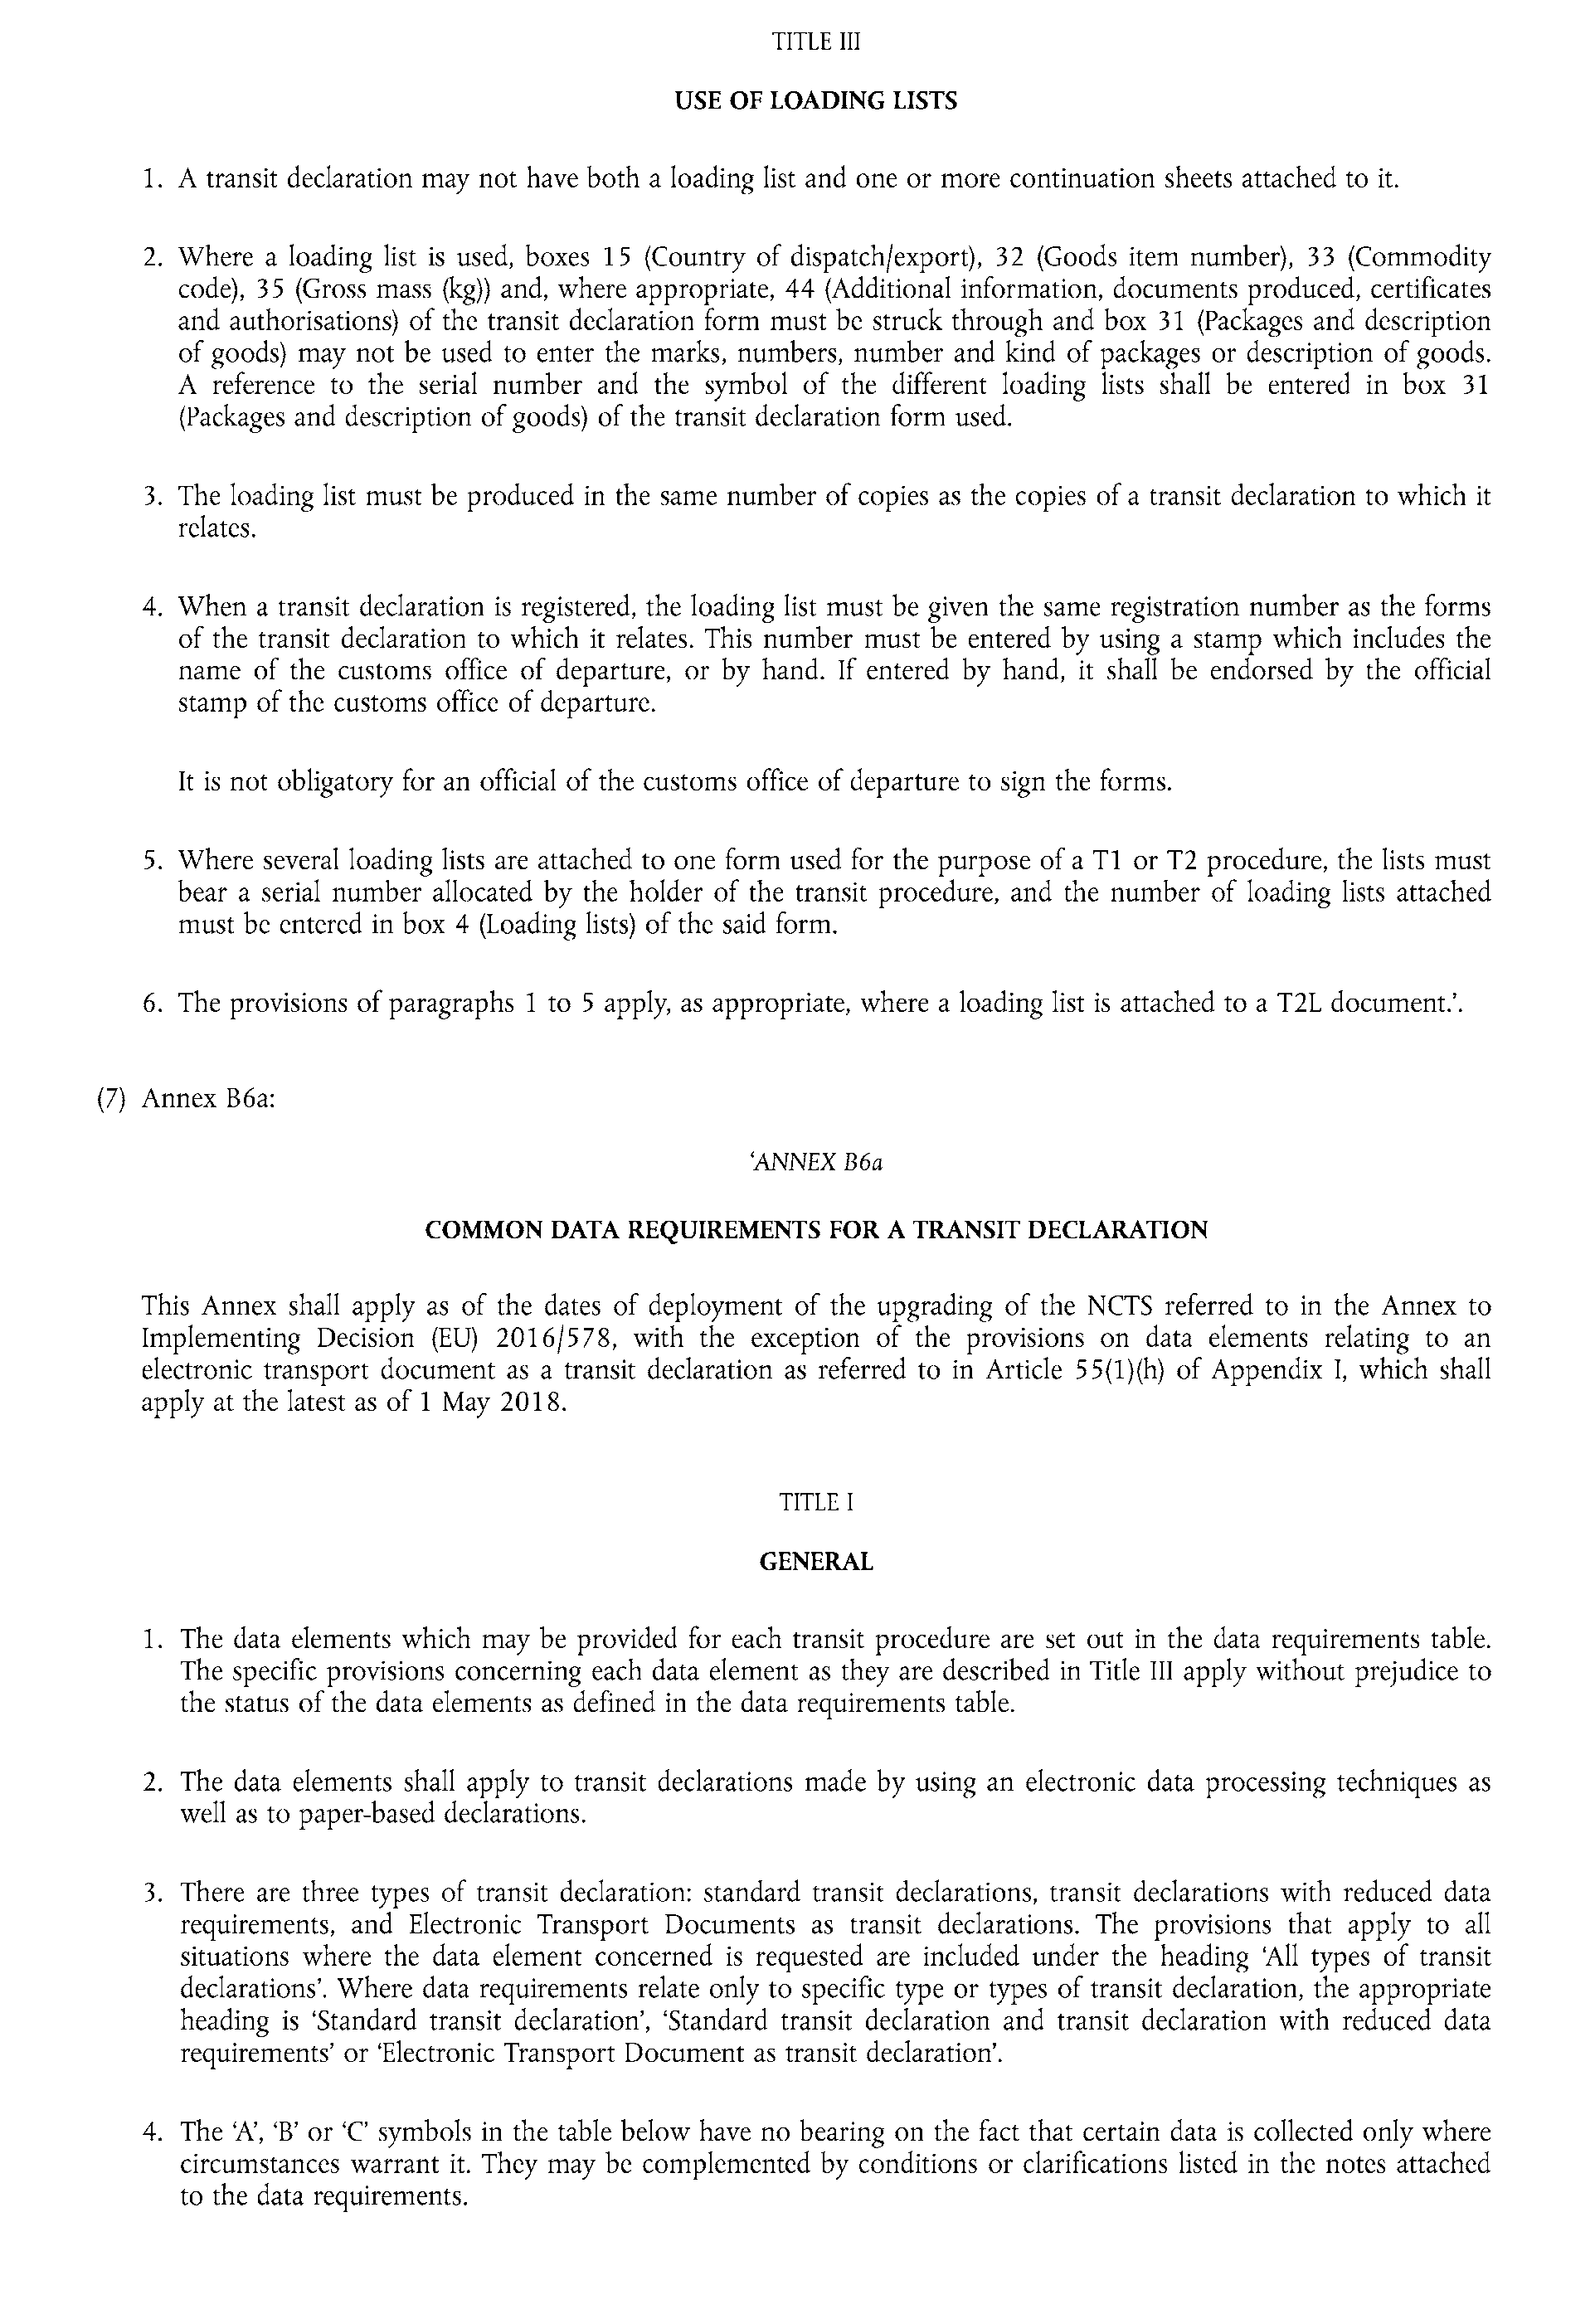 TITLE III
USE OF LOADING LISTS
1. A transit declaration may not have both a loading list and one or more continuation sheets attached to it.
2. Where a loading list is used, boxes 15 (Country of dispatch/export), 32 (Goods item number), 33 (Commodity
code), 35 (Gross mass (kg)) and, where appropriate, 44 (Additional information, documents produced, certificates
and authorisations) of the transit declaration form must be struck through and box 31 (Packages and description
of goods) may not be used to enter the marks, numbers, number and kind of packages or description of goods.
A reference to the serial number and the symbol of the different loading lists shall be entered in box 31
(Packages and description of goods) of the transit declaration form used.
3. The loading list must be produced in the same number of copies as the copies of a transit declaration to which it
relates.
4. When a transit declaration is registered, the loading list must be given the same registration number as the forms
of the transit declaration to which it relates. This number must be entered by using a stamp which includes the
name of the customs office of departure, or by hand. If entered by hand, it shall be endorsed by the official
stamp of the customs office of departure.
It is not obligatory for an official of the customs office of departure to sign the forms.
5. Where several loading lists are attached to one form used for the purpose of a T1 or T2 procedure, the lists must
bear a serial number allocated by the holder of the transit procedure, and the number of loading lists attached
must be entered in box 4 (Loading lists) of the said form.
6. The provisions of paragraphs 1 to 5 apply, as appropriate, where a loading list is attached to a T2L document.’.
(7) Annex B6a:
‘ANNEX B6a
COMMON DATA REQUIREMENTS FOR A TRANSIT DECLARATION
This Annex shall apply as of the dates of deployment of the upgrading of the NCTS referred to in the Annex to
Implementing Decision (EU) 2016/578, with the exception of the provisions on data elements relating to an
electronic transport document as a transit declaration as referred to in Article 55(1)(h) of Appendix I, which shall
apply at the latest as of 1 May 2018.
TITLE I
GENERAL
1. The data elements which may be provided for each transit procedure are set out in the data requirements table.
The specific provisions concerning each data element as they are described in Title III apply without prejudice to
the status of the data elements as defined in the data requirements table.
2. The data elements shall apply to transit declarations made by using an electronic data processing techniques as
well as to paper-based declarations.
3. There are three types of transit declaration: standard transit declarations, transit declarations with reduced data
requirements, and Electronic Transport Documents as transit declarations. The provisions that apply to all
situations where the data element concerned is requested are included under the heading ‘All types of transit
declarations’. Where data requirements relate only to specific type or types of transit declaration, the appropriate
heading is ‘Standard transit declaration’, ‘Standard transit declaration and transit declaration with reduced data
requirements’ or ‘Electronic Transport Document as transit declaration’.
4. The ‘A’, ‘B’ or ‘C’ symbols in the table below have no bearing on the fact that certain data is collected only where
circumstances warrant it. They may be complemented by conditions or clarifications listed in the notes attached
to the data requirements.